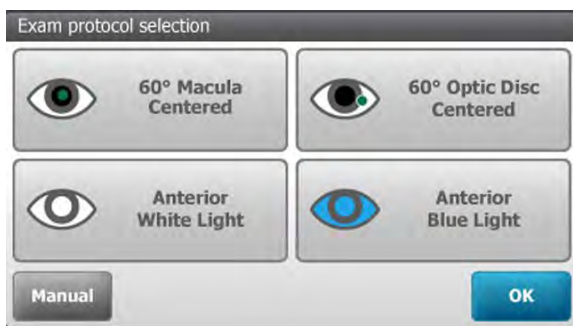 Exam protocol selection
60° Macula
Centered
60° Optic Disc
Centered
Anterior
White Light
Anterior
Blue Light
Manual
OK